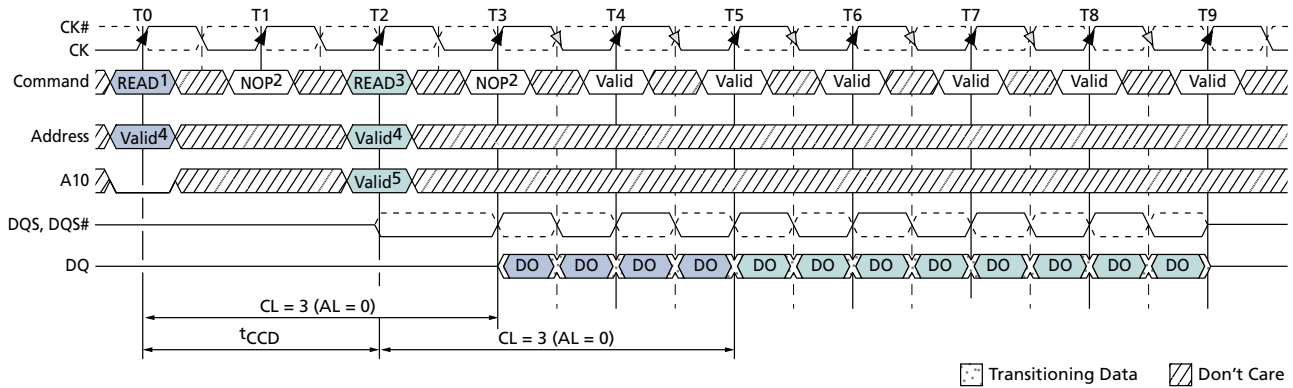 T0 T1 T2 T3 T4 T5 T6 T7 T8 T9
CK#
CK
Command READ1 NOP2 READ3 NOP2 Valid Valid Valid Valid Valid Valid
Address Valid4 Valid4
A10 Valid5
DQS, DQS#
DQ DO DO DO DO DO DO DO DO DO DO DO DO
CL = 3 (AL = 0)
tCCD CL = 3 (AL = 0)
Transitioning Data Don't Care